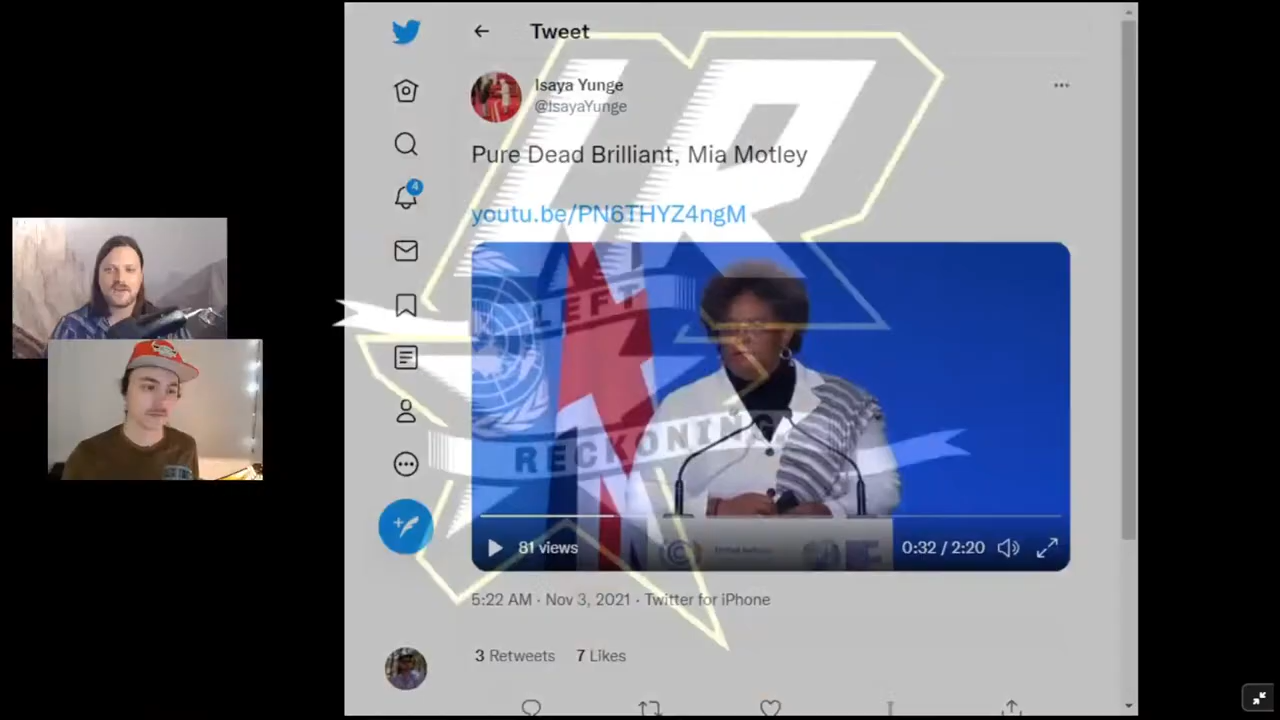 Tweet
Isaya Yunge
@IsayaYunge
Pure Dead Brilliant, Mia Motley
youtu.be/PN6THYZ4ngM
4
LR
LEFT
RECKONING
81 views
0:32 / 2:20
5:22 AM · Nov 3, 2021 · Twitter for iPhone
3 Retweets 7 Likes